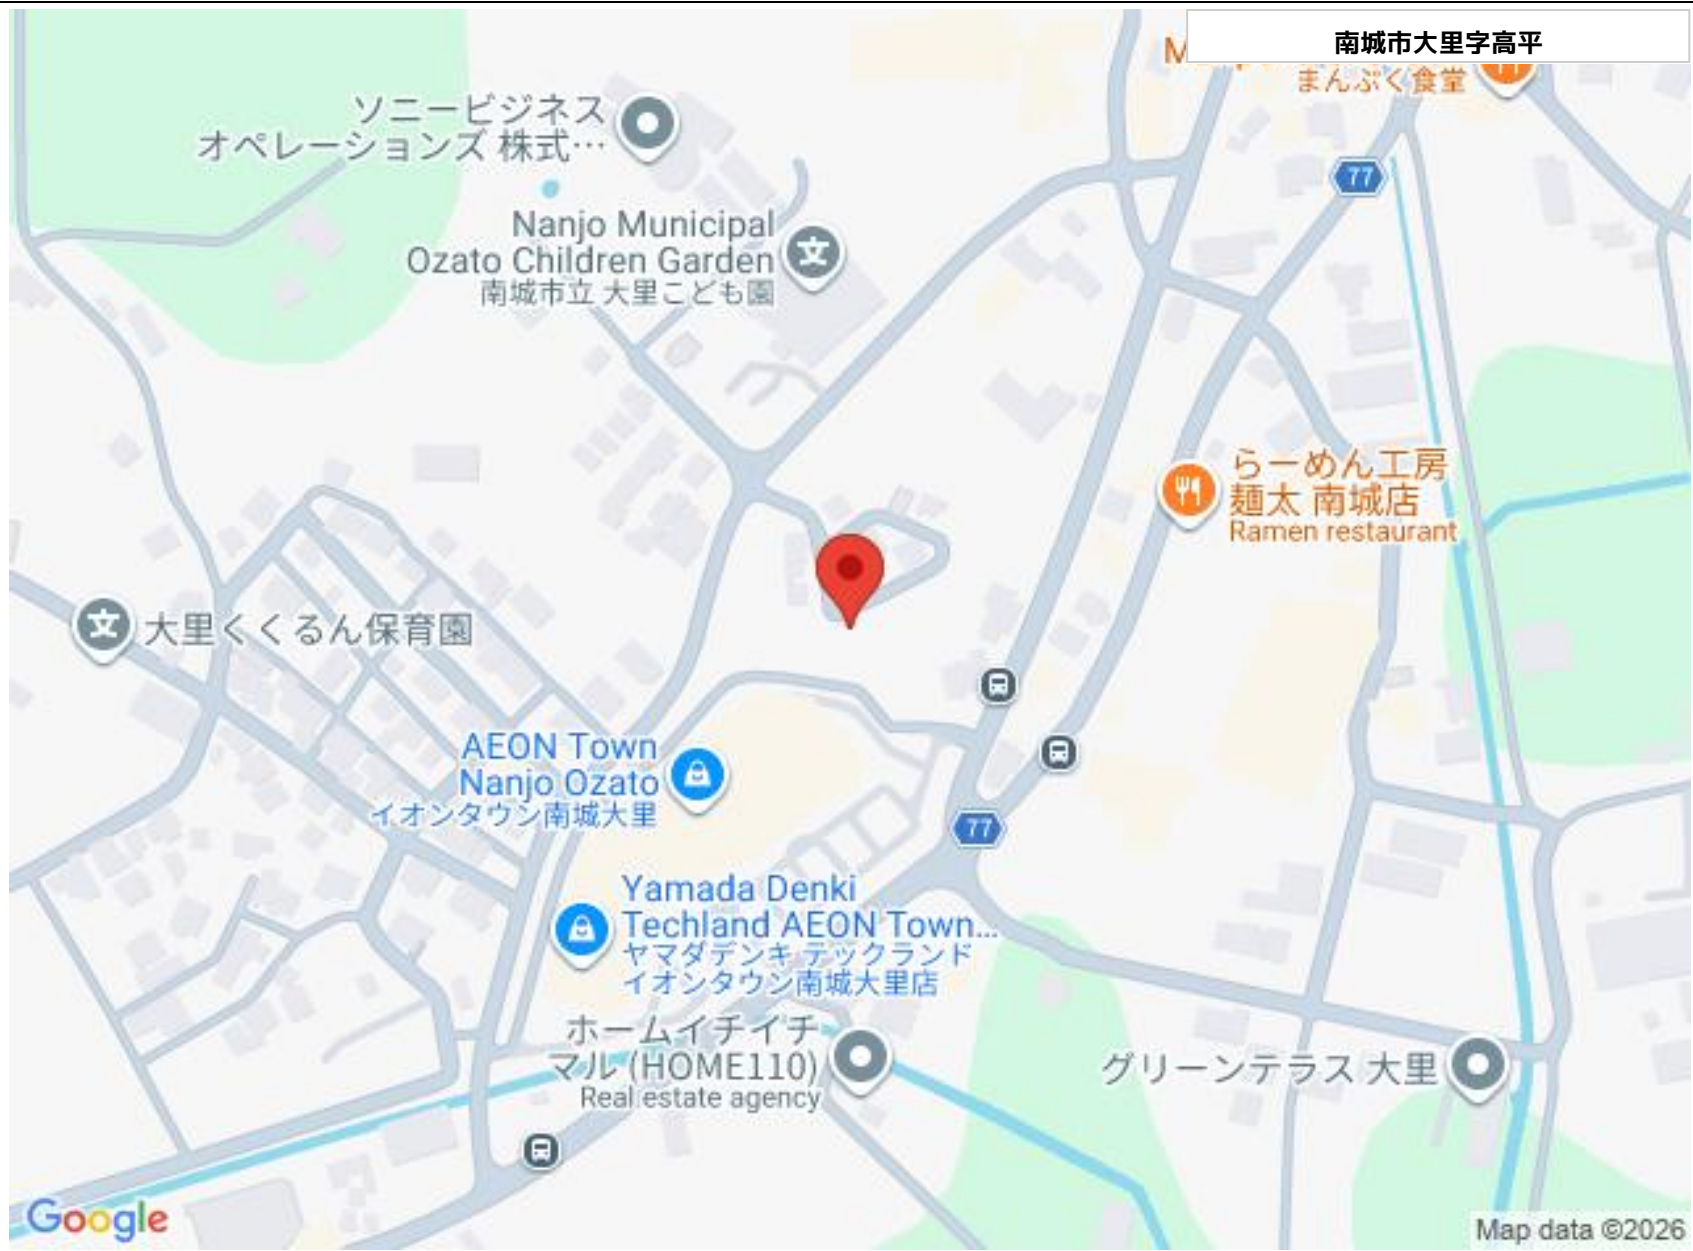 南城市大里字高平
まんぷく食堂
ソニービジネス
オペレーションズ 株式…
77
Nanjo Municipal
Ozato Children Garden
南城市立 大里こども園
らーめん工房
麺太 南城店
Ramen restaurant
大里くくるん保育園
AEON Town
Nanjo Ozato
イオンタウン南城大里
77
Yamada Denki
Techland AEON Town...
ヤマダデンキ テックランド
イオンタウン南城大里店
ホームイチイチ
マル (HOME110)
Real estate agency
グリーンテラス 大里
Google
Map data ©2026